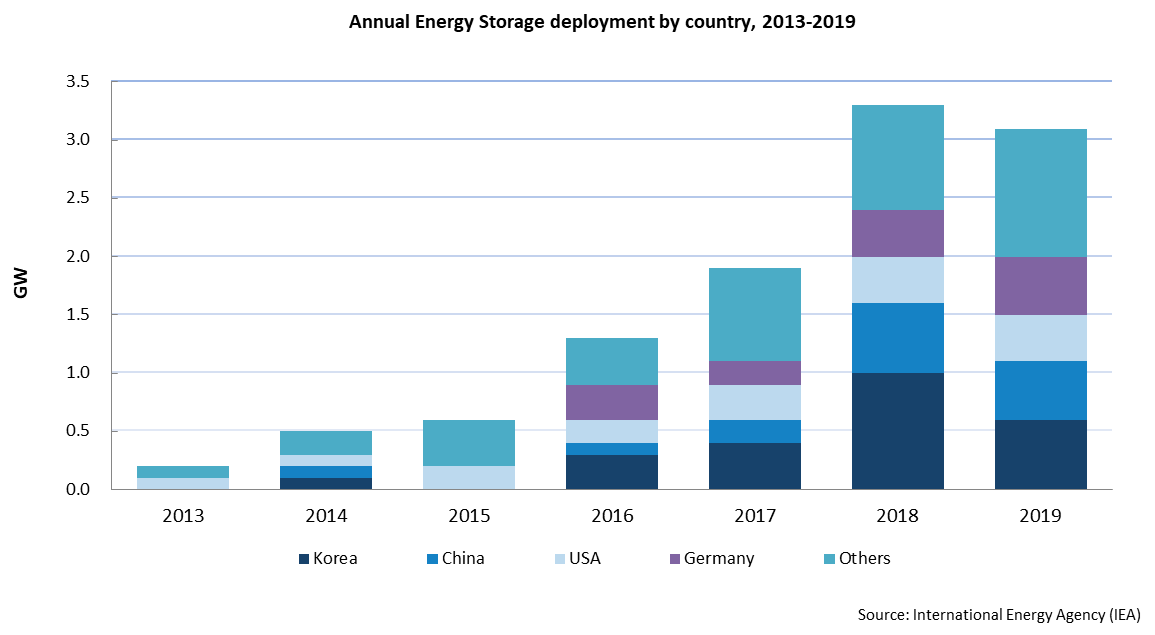 Annual Energy Storage deployment by country, 2013-2019
3.5
3.0
2.5
2.0
1.5
1.0
0.5
0.0
GW
2013 2014 2015 2016 2017 2018 2019
Korea China USA Germany Others
Source: International Energy Agency (IEA)